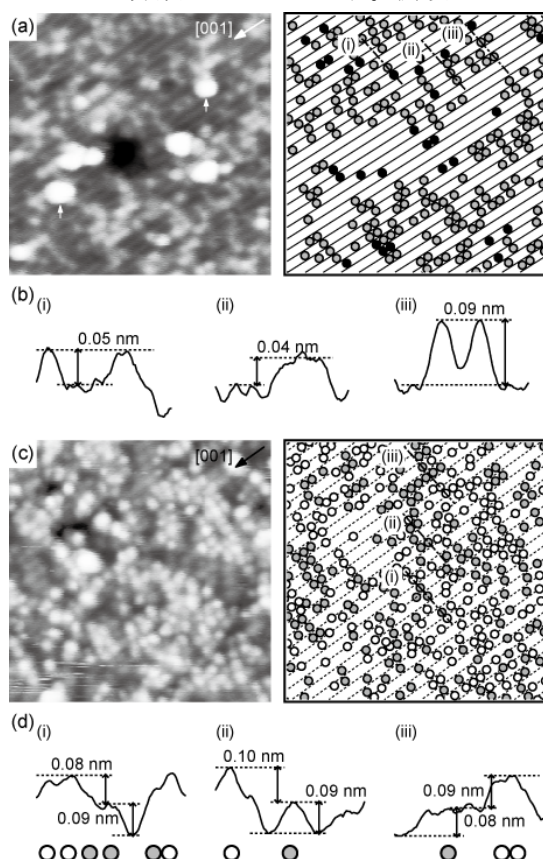 (a)
[001]
(i)
(ii)
(iii)
(b)
(i)
(ii)
(iii)
0.05 nm
0.04 nm
0.09 nm
(c)
[001]
(iii)
(ii)
(i)
(d)
(i)
(ii)
(iii)
0.08 nm
0.09 nm
0.10 nm
0.09 nm
0.09 nm
0.08 nm